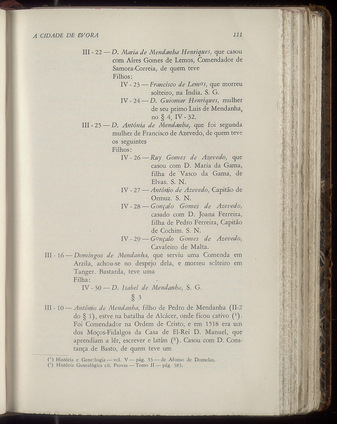 A CIDADE DE EVORA 111
III - 22 — D. Maria de Mendanha Henriques, que casou
com Aires Gomes de Lemos, Comendador de
Samora-Correia, de quem teve
Filhos:
IV - 23 — Francisco de Lemos, que morreu
solteiro, na Índia. S. G.
IV - 24 — D. Guiomar Henriques, mulher
de seu primo Luís de Mendanha,
no § 4, IV - 32.
III - 25 — D. Antónia de Mendanha, que foi segunda
mulher de Francisco de Azevedo, de quem teve
os seguintes
Filhos:
IV - 26 — Ruy Gomes de Azevedo, que
casou com D. Maria da Gama,
filha de Vasco da Gama, de
Elvas. S. N.
IV - 27 — António de Azevedo, Capitão de
Ormuz. S. N.
IV - 28 — Gonçalo Gomes de Azevedo,
casado com D. Joana Ferreira,
filha de Pedro Ferreira, Capitão
de Cochim. S. N.
IV - 29 — Gonçalo Gomes de Azevedo,
Cavaleiro de Malta.
III - 16 — Domingos de Mendanha, que serviu uma Comenda em
Arzila, achou-se no despejo dela, e morreu solteiro em
Tanger. Bastarda, teve uma
Filha:
IV - 30 — D. Isabel de Mendanha, S. G.
§ 3
III - 10 — António de Mendanha, filho de Pedro de Mendanha (II-2
do § 1), esteve na batalha de Alcácer, onde ficou cativo (¹).
Foi Comendador na Ordem de Cristo, e em 1518 era um
dos Moços-Fidalgos da Casa de El-Rei D. Manuel, que
aprendiam a lêr, escrever e latim (²). Casou com D. Cons-
tança de Basto, de quem teve um
(¹) História e Genealogia — vol. V — pág. 35 — de Afonso de Dornelas.
(²) História Genealógica cit. Provas — Tomo II — pág. 383.